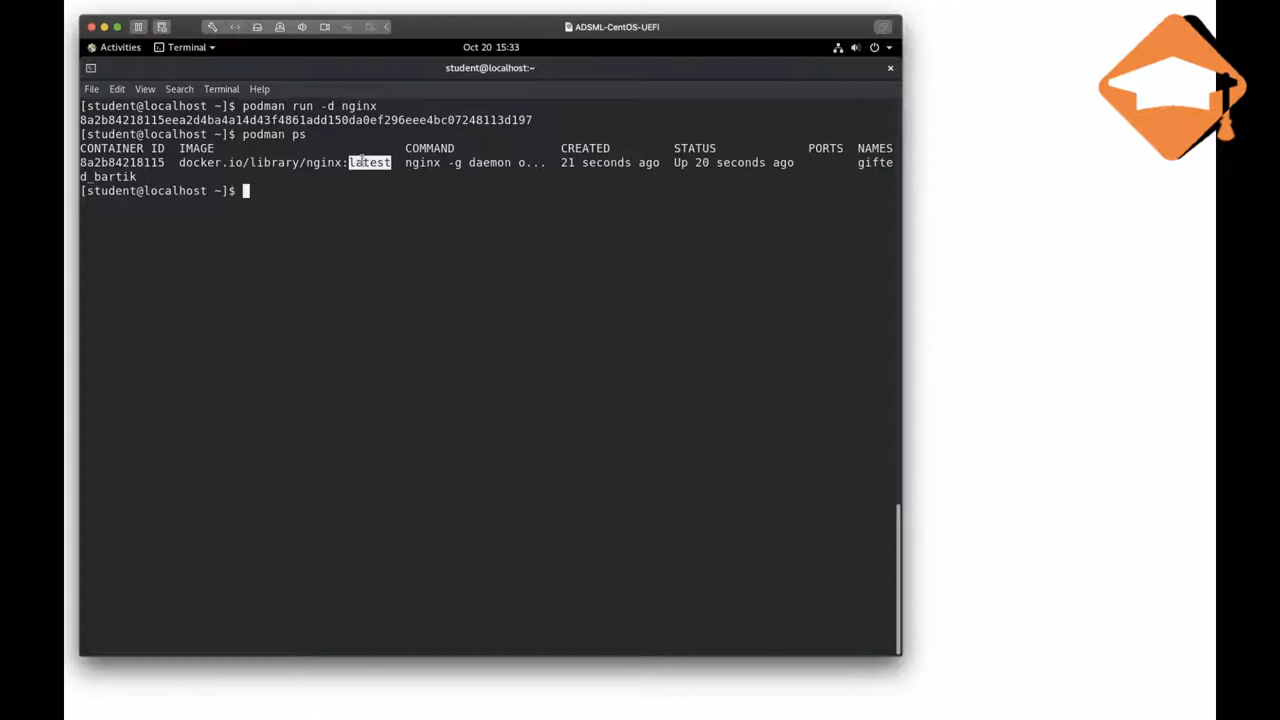 ADSML-CentOS-UEFI
Activities Terminal Oct 20 15:33
student@localhost:~
File Edit View Search Terminal Help
[student@localhost ~]$ podman run -d nginx
8a2b84218115eea2d4ba4a14d43f4861add150da0ef296eee4bc07248113d197
[student@localhost ~]$ podman ps
CONTAINER ID IMAGE COMMAND CREATED STATUS PORTS NAMES
8a2b84218115 docker.io/library/nginx:latest nginx -g daemon o... 21 seconds ago Up 20 seconds ago gifte
d_bartik
[student@localhost ~]$